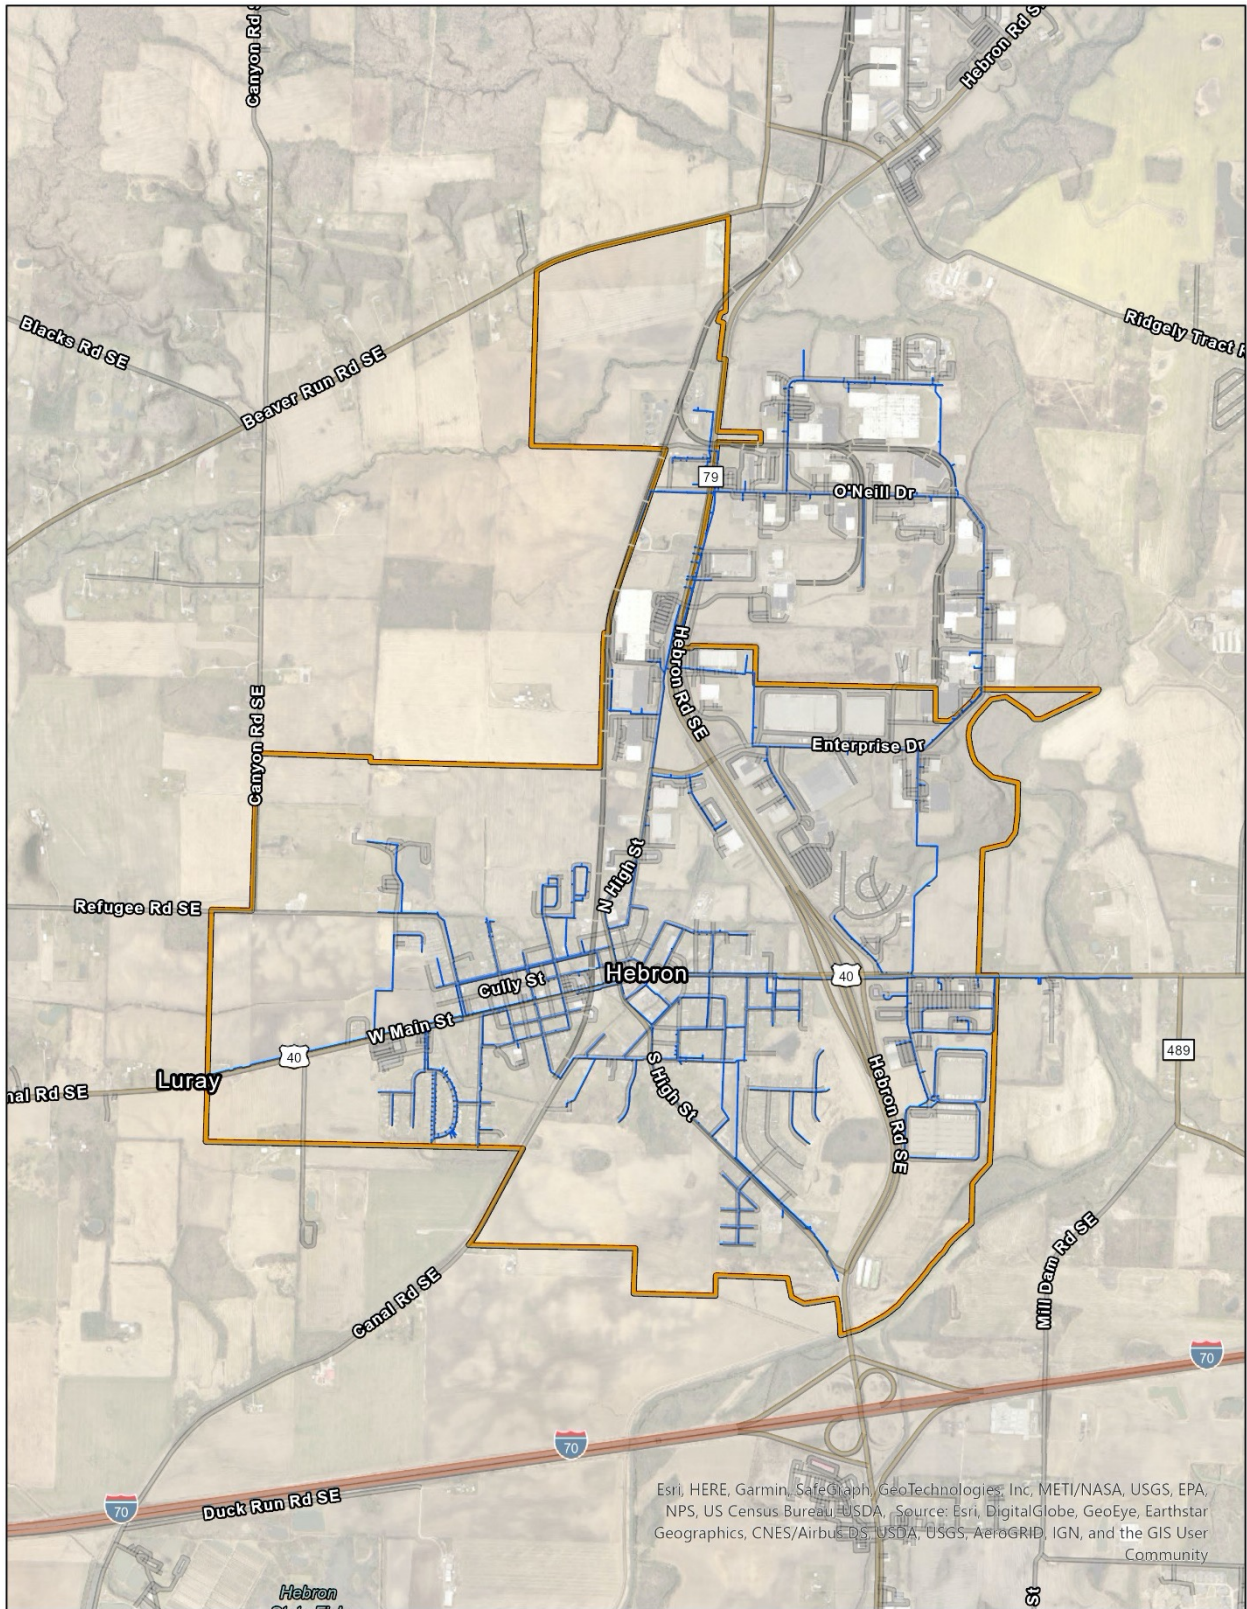 Canyon Rd
Hebron Rd S
Blacks Rd SE
Beaver Run Rd SE
Ridgely Tract R
79
O'Neill Dr
Hebron Rd SE
Canyon Rd SE
Enterprise Dr
N High St
Refugee Rd SE
Hebron
Cully St
40
W Main St
40
Luray
nal Rd SE
489
S High St
Hebron Rd SE
Mill Dam Rd SE
Canal Rd SE
70
70
70
Duck Run Rd SE
Esri, HERE, Garmin, SafeGraph, GeoTechnologies, Inc, METI/NASA, USGS, EPA,
NPS, US Census Bureau, USDA, Source: Esri, DigitalGlobe, GeoEye, Earthstar
Geographics, CNES/Airbus DS, USDA, USGS, AeroGRID, IGN, and the GIS User
Community
Hebron
St